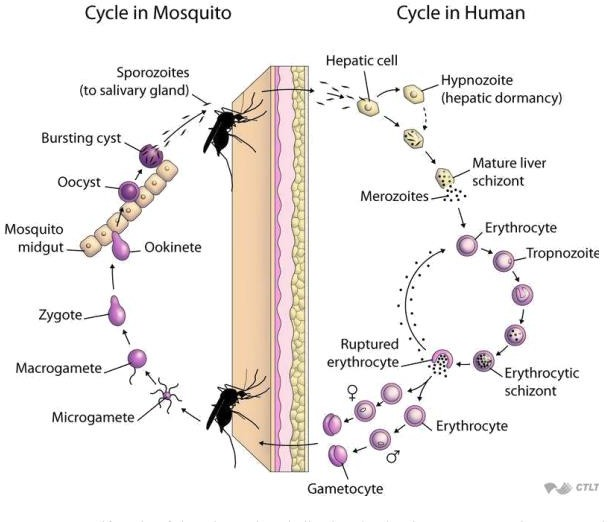 Cycle in Mosquito
Cycle in Human
Sporozoites
(to salivary gland)
Bursting cyst
Oocyst
Mosquito
midgut
Ookinete
Zygote
Macrogamete
Microgamete
Hepatic cell
Hypnozoite
(hepatic dormancy)
Mature liver
schizont
Merozoites
Erythrocyte
Tropnozoite
Ruptured
erythrocyte
Erythrocytic
schizont
♀
Erythrocyte
♂
Gametocyte
CTLT